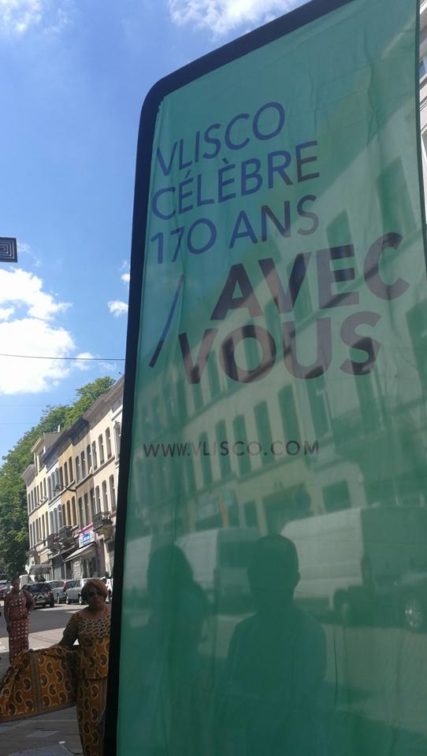 VLISCO
CÉLÈBRE
170 ANS
/ AVEC
VOUS
WWW.VLISCO.COM